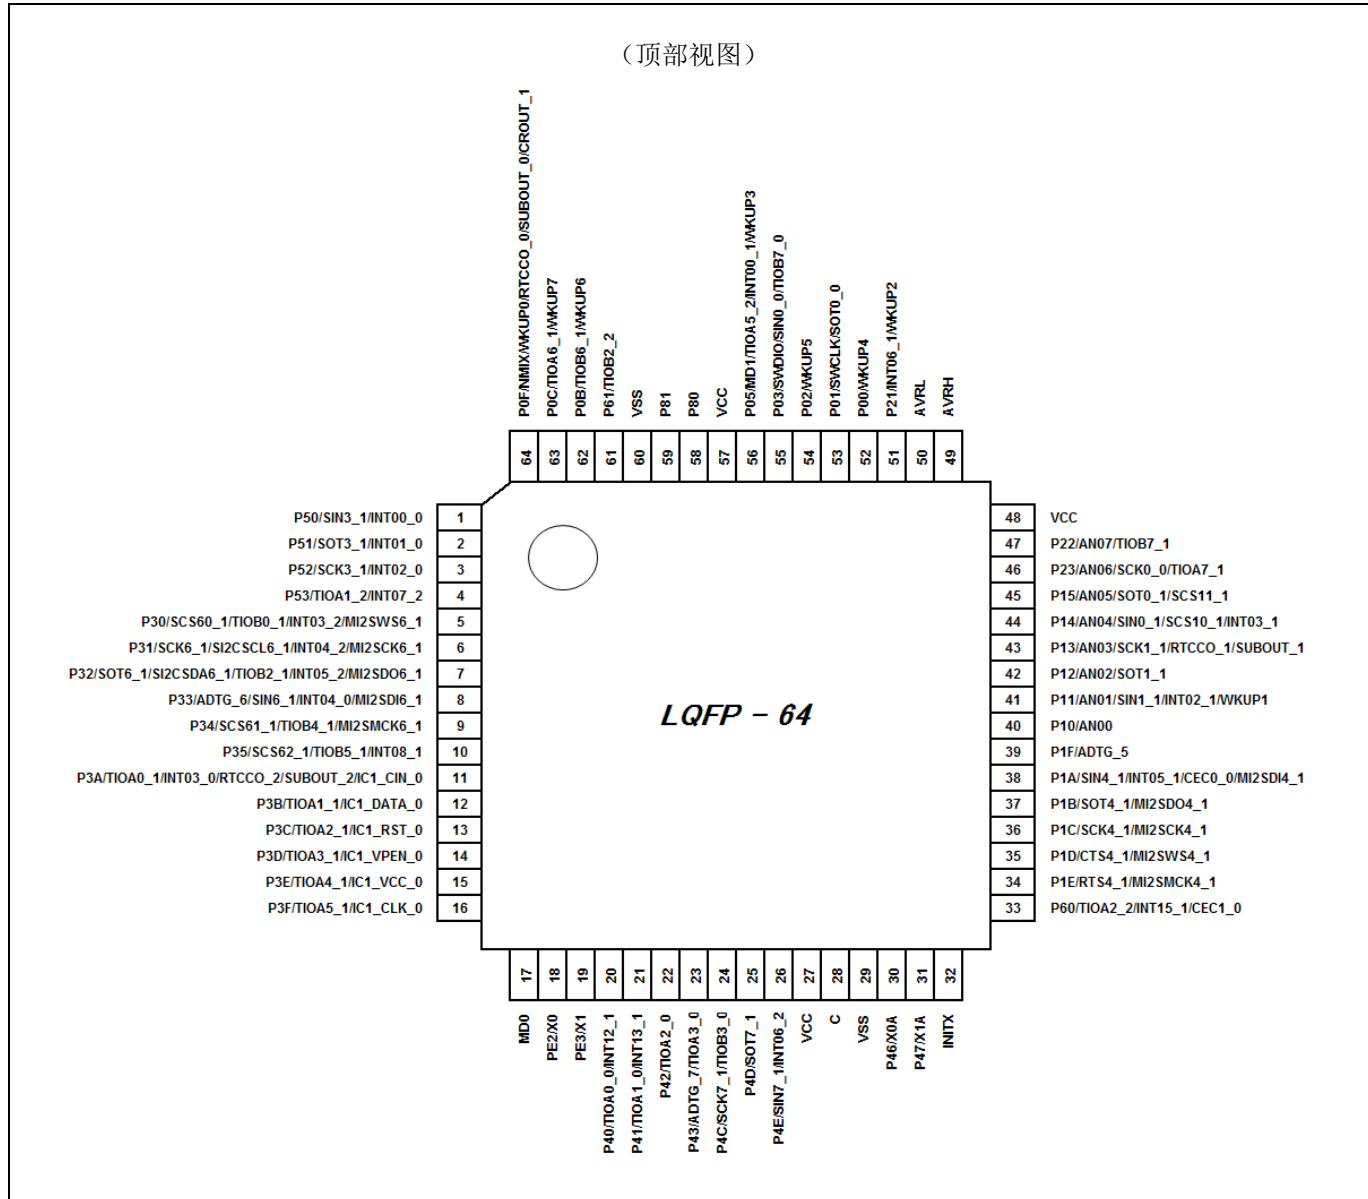 （顶部视图）
P0F/NMIX/WKUP0/RTCCO_0/SUBOUT_0/CROUT_1
P0C/TIOA6_1/WKUP7
P0B/TIOB6_1/WKUP6
P61/TIOB2_2
VSS
P81
P80
VCC
P05/MD1/TIOA5_2/INT00_1/WKUP3
P03/SWDIO/SIN0_0/TIOB7_0
P02/WKUP5
P01/SWCLK/SOT0_0
P00/WKUP4
P21/INT06_1/WKUP2
AVRL
AVRH
64 63 62 61 60 59 58 57 56 55 54 53 52 51 50 49
P50/SIN3_1/INT00_0 1
P51/SOT3_1/INT01_0 2
P52/SCK3_1/INT02_0 3
P53/TIOA1_2/INT07_2 4
P30/SCS60_1/TIOB0_1/INT03_2/MI2SWS6_1 5
P31/SCK6_1/SI2CSCL6_1/INT04_2/MI2SCK6_1 6
P32/SOT6_1/SI2CSDA6_1/TIOB2_1/INT05_2/MI2SDO6_1 7
P33/ADTG_6/SIN6_1/INT04_0/MI2SDI6_1 8
P34/SCS61_1/TIOB4_1/MI2SMCK6_1 9
P35/SCS62_1/TIOB5_1/INT08_1 10
P3A/TIOA0_1/INT03_0/RTCCO_2/SUBOUT_2/IC1_CIN_0 11
P3B/TIOA1_1/IC1_DATA_0 12
P3C/TIOA2_1/IC1_RST_0 13
P3D/TIOA3_1/IC1_VPEN_0 14
P3E/TIOA4_1/IC1_VCC_0 15
P3F/TIOA5_1/IC1_CLK_0 16
LQFP - 64
48 VCC
47 P22/AN07/TIOB7_1
46 P23/AN06/SCK0_0/TIOA7_1
45 P15/AN05/SOT0_1/SCS11_1
44 P14/AN04/SIN0_1/SCS10_1/INT03_1
43 P13/AN03/SCK1_1/RTCCO_1/SUBOUT_1
42 P12/AN02/SOT1_1
41 P11/AN01/SIN1_1/INT02_1/WKUP1
40 P10/AN00
39 P1F/ADTG_5
38 P1A/SIN4_1/INT05_1/CEC0_0/MI2SDI4_1
37 P1B/SOT4_1/MI2SDO4_1
36 P1C/SCK4_1/MI2SCK4_1
35 P1D/CTS4_1/MI2SWS4_1
34 P1E/RTS4_1/MI2SMCK4_1
33 P60/TIOA2_2/INT15_1/CEC1_0
17 18 19 20 21 22 23 24 25 26 27 28 29 30 31 32
MD0
PE2/X0
PE3/X1
P40/TIOA0_0/INT12_1
P41/TIOA1_0/INT13_1
P42/TIOA2_0
P43/ADTG_7/TIOA3_0
P4C/SCK7_1/TIOB3_0
P4D/SOT7_1
P4E/SIN7_1/INT06_2
VCC
C
VSS
P46/X0A
P47/X1A
INITX